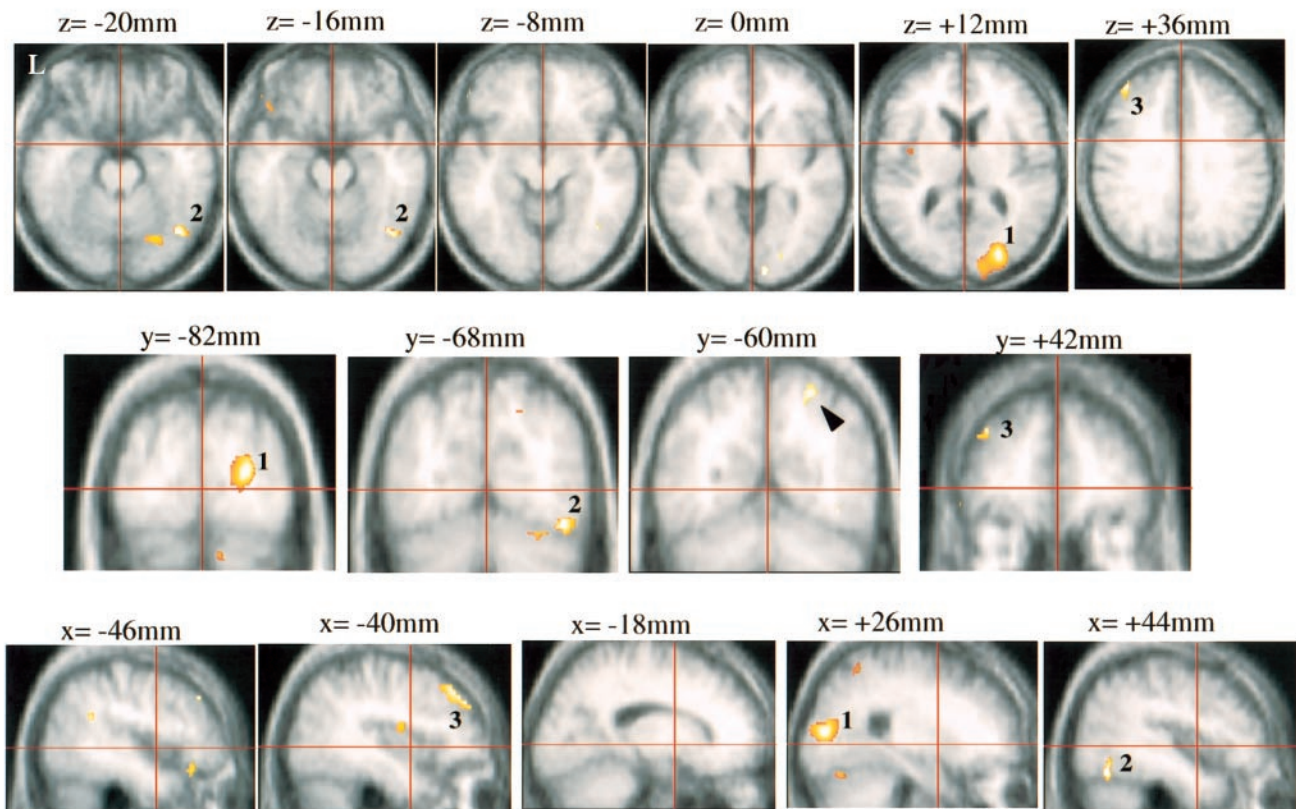 z= -20mm z= -16mm z= -8mm z= 0mm z= +12mm z= +36mm
L
3
2 2 1
y= -82mm y= -68mm y= -60mm y= +42mm
1 2 3
x= -46mm x= -40mm x= -18mm x= +26mm x= +44mm
3 1 2